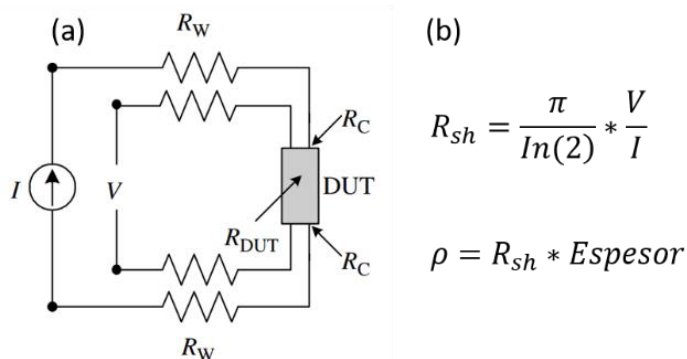 (a)
R_W
R_C
I
V
DUT
R_DUT
R_C
R_W
(b)
R_sh = π / In(2) * V / I
ρ = R_sh * Espesor